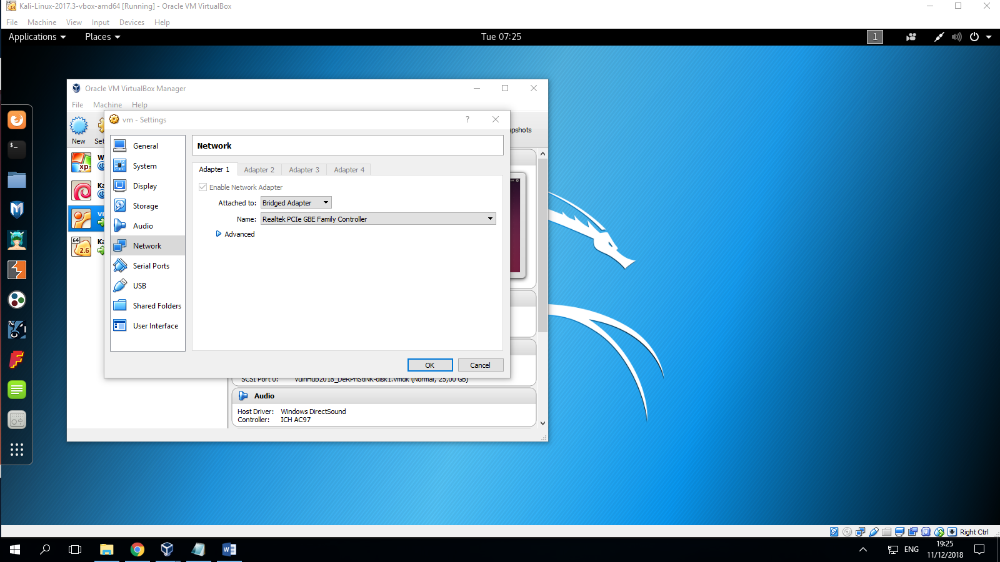 Kali-Linux-2017.3-vbox-amd64 [Running] - Oracle VM VirtualBox
File Machine View Input Devices Help
Applications Places Tue 07:25 1
Oracle VM VirtualBox Manager
File Machine Help
vm - Settings ?
New Set apshots
General
System
Display
Storage
Audio
Network
Serial Ports
USB
Shared Folders
User Interface
Network
Adapter 1 Adapter 2 Adapter 3 Adapter 4
Enable Network Adapter
Attached to: Bridged Adapter
Name: Realtek PCIe GBE Family Controller
Advanced
OK Cancel
W
xp
Ka
vm
64 2.6
Ka
SCSI Port 0: VulnHub2018_DeRPnStiNK-disk1.vmdk (Normal, 25,00 GB)
Audio
Host Driver: Windows DirectSound
Controller: ICH AC97
Right Ctrl
ENG
19:25
11/12/2018